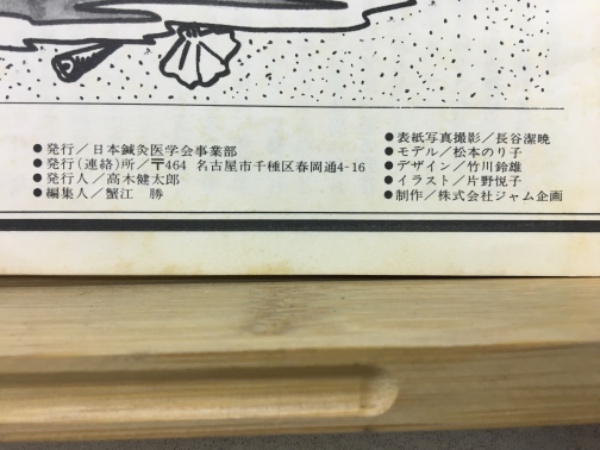 ●発行／日本鍼灸医学会事業部
●発行(連絡)所／〒464 名古屋市千種区春岡通4-16
●発行人／高木健太郎
●編集人／蟹江 勝
●表紙写真撮影／長谷潔暁
●モデル／松本のり子
●デザイン／竹川鈴雄
●イラスト／片野悦子
●制作／株式会社ジャム企画